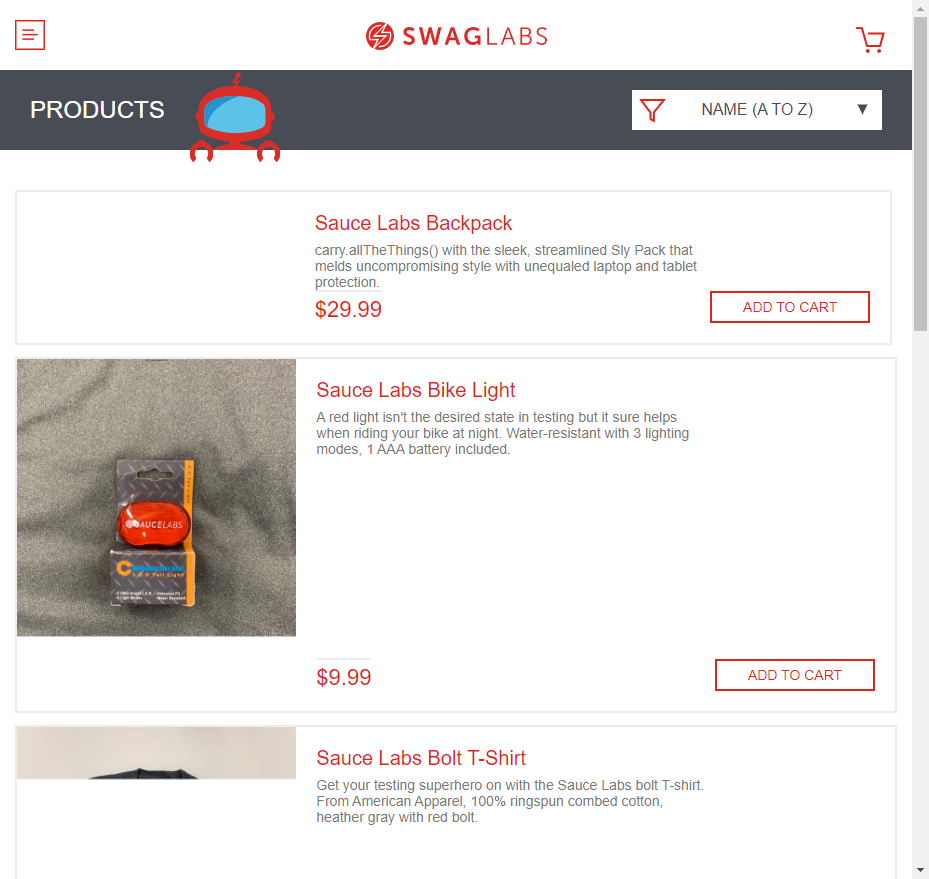 SWAGLABS
PRODUCTS
NAME (A TO Z)
Sauce Labs Backpack
carry.allTheThings() with the sleek, streamlined Sly Pack that
melds uncompromising style with unequaled laptop and tablet
protection.
$29.99
ADD TO CART
Sauce Labs Bike Light
A red light isn't the desired state in testing but it sure helps
when riding your bike at night. Water-resistant with 3 lighting
modes, 1 AAA battery included.
SAUCELABS
L.E.D Tail Light
$9.99
ADD TO CART
Sauce Labs Bolt T-Shirt
Get your testing superhero on with the Sauce Labs bolt T-shirt.
From American Apparel, 100% ringspun combed cotton,
heather gray with red bolt.